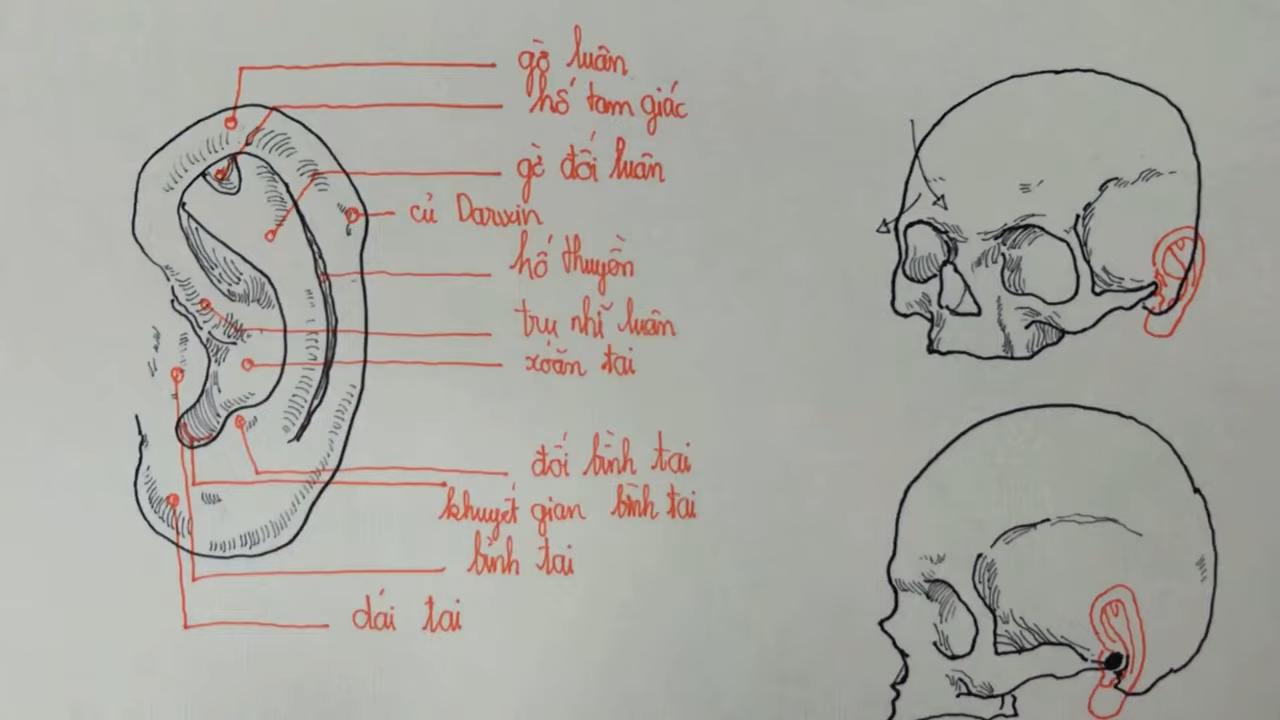 gờ luân
hố tam giác
gờ đối luân
củ Darwin
hố thuyền
trụ nhĩ luân
xoăn tai
đối bình tai
khuyết gian bình tai
bình tai
dái tai